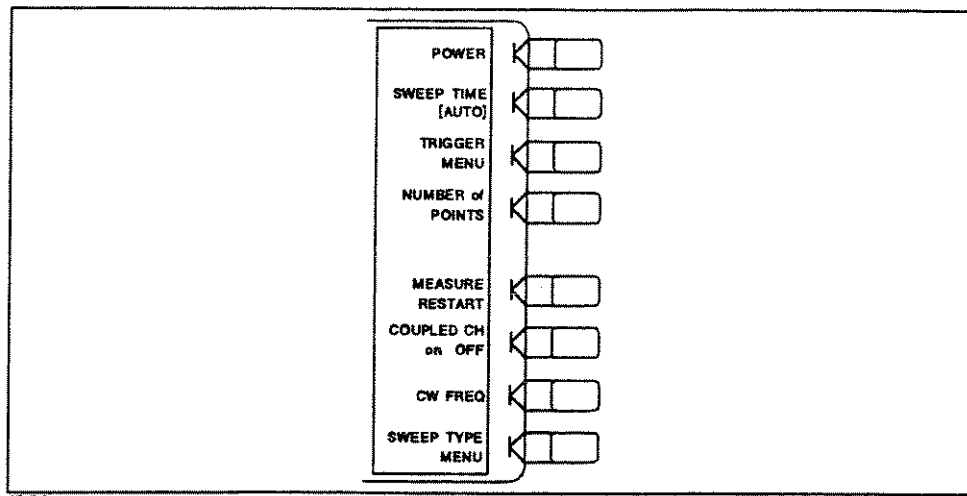 POWER
SWEEP TIME
[AUTO]
TRIGGER
MENU
NUMBER of
POINTS
MEASURE
RESTART
COUPLED CH
on OFF
CW FREQ
SWEEP TYPE
MENU